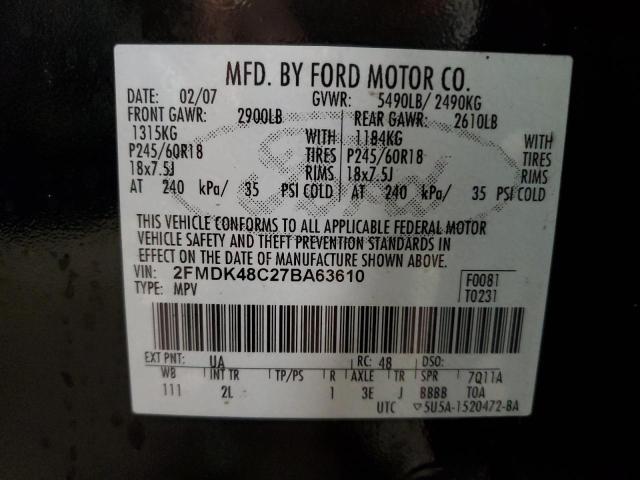 MFD. BY FORD MOTOR CO.
DATE: 02/07 GVWR: 5490LB/ 2490KG
FRONT GAWR: 2900LB REAR GAWR: 2610LB
1315KG WITH 1184KG WITH
P245/60R18 TIRES P245/60R18 TIRES
18x7.5J RIMS 18x7.5J RIMS
AT 240 kPa/ 35 PSI COLD AT 240 kPa/ 35 PSI COLD
THIS VEHICLE CONFORMS TO ALL APPLICABLE FEDERAL MOTOR
VEHICLE SAFETY AND THEFT PREVENTION STANDARDS IN
EFFECT ON THE DATE OF MANUFACTURE SHOWN ABOVE.
VIN: 2FMDK48C27BA63610 F0081
TYPE: MPV T0231
EXT PNT: UA RC: 48 DSO:
WB INT TR TP/PS R AXLE TR SPR 7Q11A
111 2L 1 3E J BBBB TOA
UTC ▽5U5A-1520472-BA
Ford